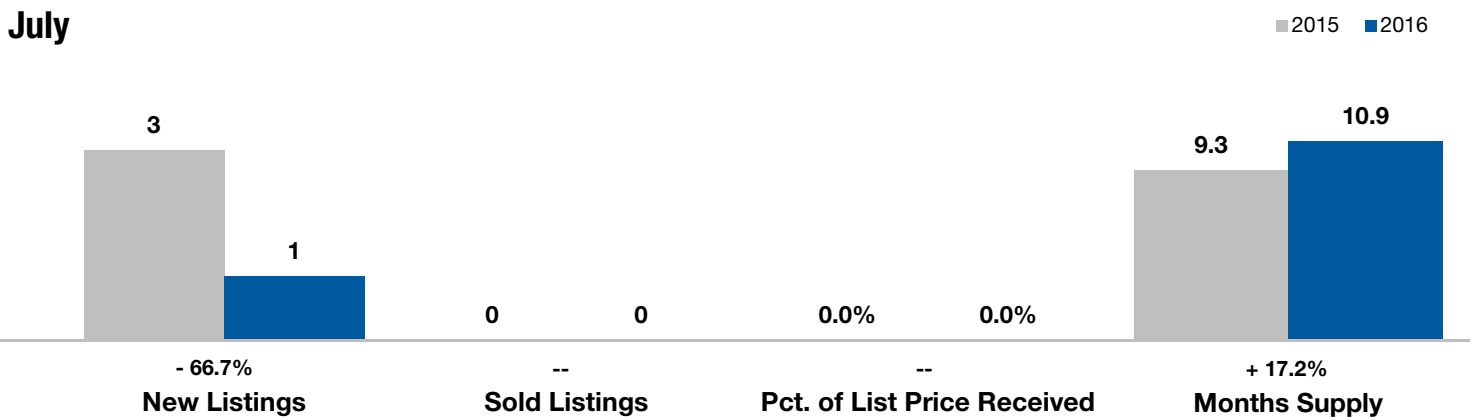 July
2015 2016
3
1
0
0
0.0%
0.0%
9.3
10.9
- 66.7%
--
--
+ 17.2%
New Listings
Sold Listings
Pct. of List Price Received
Months Supply